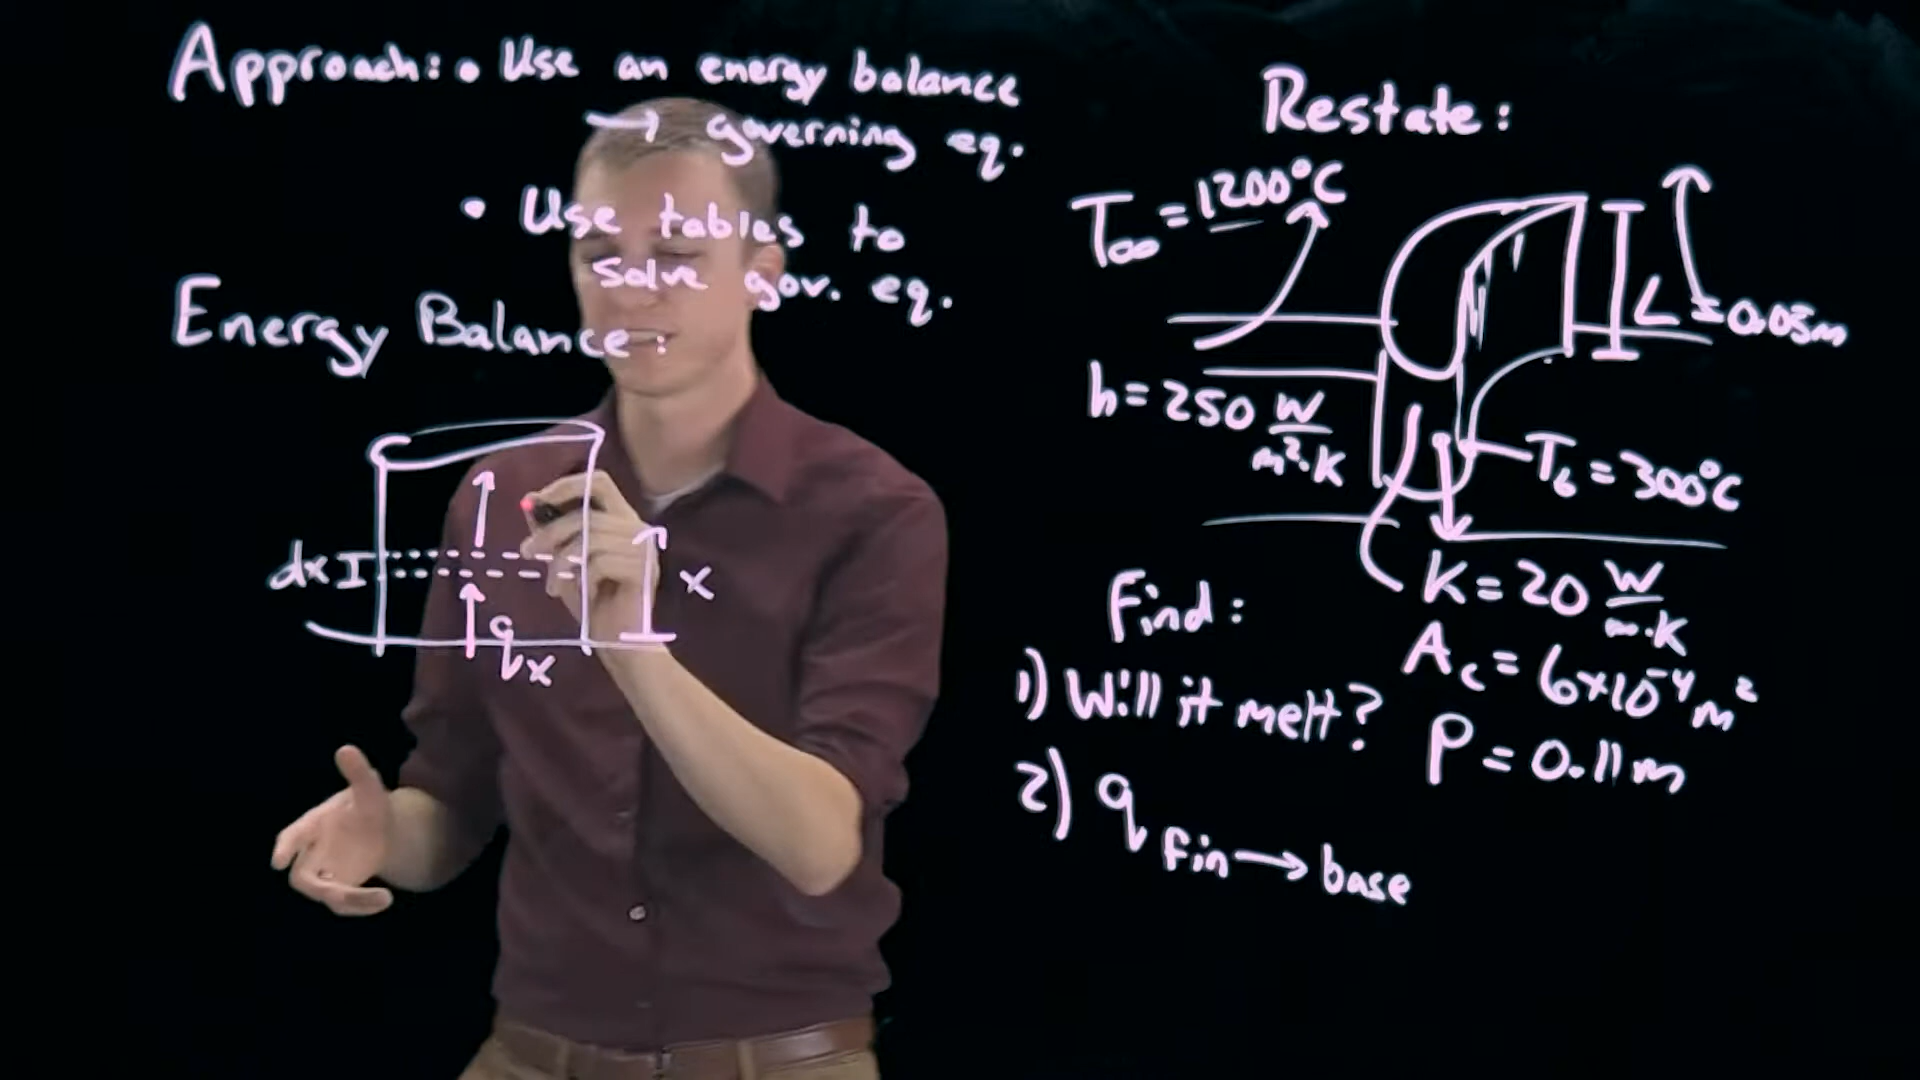 Approach: • Use an energy balance
→ governing eq.
• Use tables to
solve gov. eq.
Energy Balance:
dx
x
qx
Restate:
T∞ = 1200°C
L = 0.05m
h = 250 W/m²·K
Tb = 300°C
K = 20 W/m·K
Ac = 6×10⁻⁴ m²
P = 0.11m
Find:
1) Will it melt?
2) q fin → base